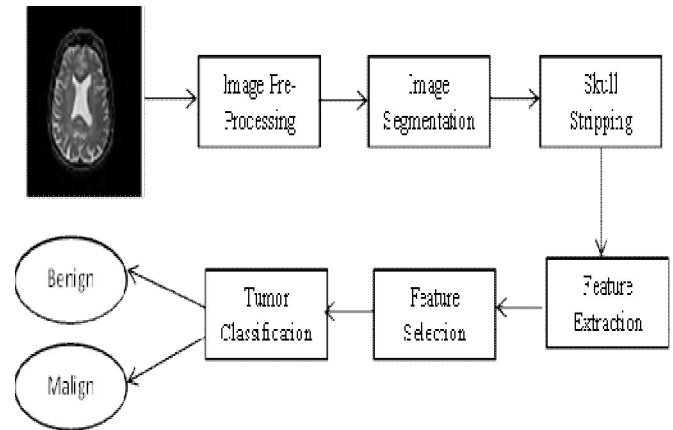 Image Pre-
Processing
Image
Segmentation
Skull
Stripping
Feature
Extraction
Feature
Selection
Tumor
Classification
Benign
Malign